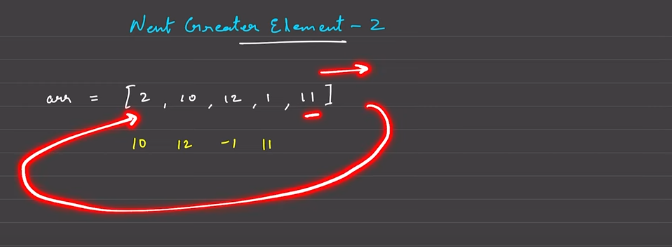 Next Greater Element - 2
arr = [2, 10, 12, 1, 11]
10 12 -1 11